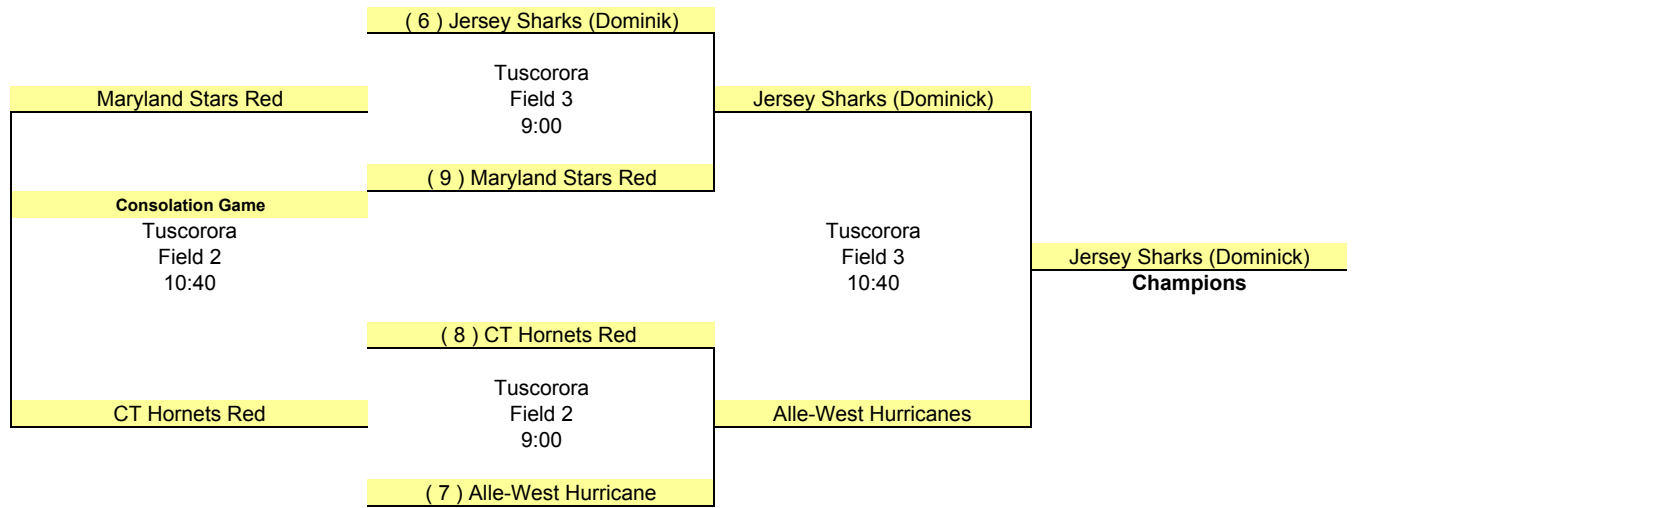 ( 6 ) Jersey Sharks (Dominik)
Tuscorora
Field 3
9:00
Maryland Stars Red
Jersey Sharks (Dominick)
( 9 ) Maryland Stars Red
Consolation Game
Tuscorora
Field 2
10:40
Tuscorora
Field 3
10:40
Jersey Sharks (Dominick)
Champions
( 8 ) CT Hornets Red
Tuscorora
Field 2
9:00
CT Hornets Red
Alle-West Hurricanes
( 7 ) Alle-West Hurricane